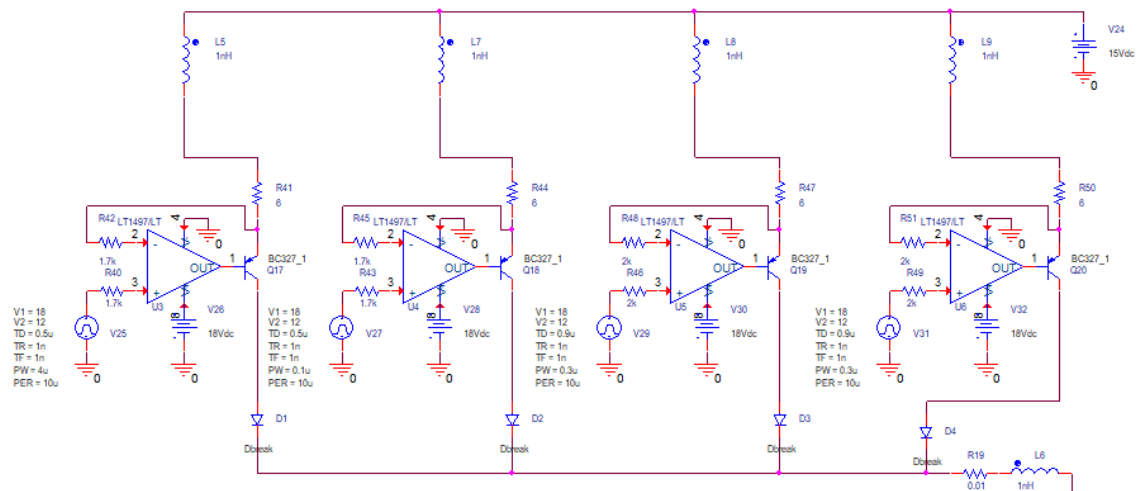 L5
1nH
L7
1nH
L8
1nH
L9
1nH
V24
15Vdc
0
R41
6
R44
6
R47
6
R50
6
R42
LT1497/LT
4
0
2
-
1.7k
R40
OUT
1
BC327_1
Q17
3
+
1.7k
U3
8
V26
18Vdc
V25
0
0
R45
LT1497/LT
4
0
2
-
1.7k
R43
OUT
1
BC327_1
Q18
3
+
1.7k
U4
8
V28
18Vdc
V27
0
0
R48
LT1497/LT
4
0
2
-
2k
R46
OUT
1
BC327_1
Q19
3
+
2k
U5
8
V30
18Vdc
V29
0
0
R51
LT1497/LT
4
0
2
-
2k
R49
OUT
1
BC327_1
Q20
3
+
2k
U6
8
V32
18Vdc
V31
0
0
V1 = 18
V2 = 12
TD = 0.5u
TR = 1n
TF = 1n
PW = 4u
PER = 10u
V1 = 18
V2 = 12
TD = 0.5u
TR = 1n
TF = 1n
PW = 0.1u
PER = 10u
V1 = 18
V2 = 12
TD = 0.9u
TR = 1n
TF = 1n
PW = 0.3u
PER = 10u
V1 = 18
V2 = 12
TD = 0.9u
TR = 1n
TF = 1n
PW = 0.3u
PER = 10u
D1
Dbreak
D2
Dbreak
D3
Dbreak
D4
Dbreak
R19
0.01
L6
1nH